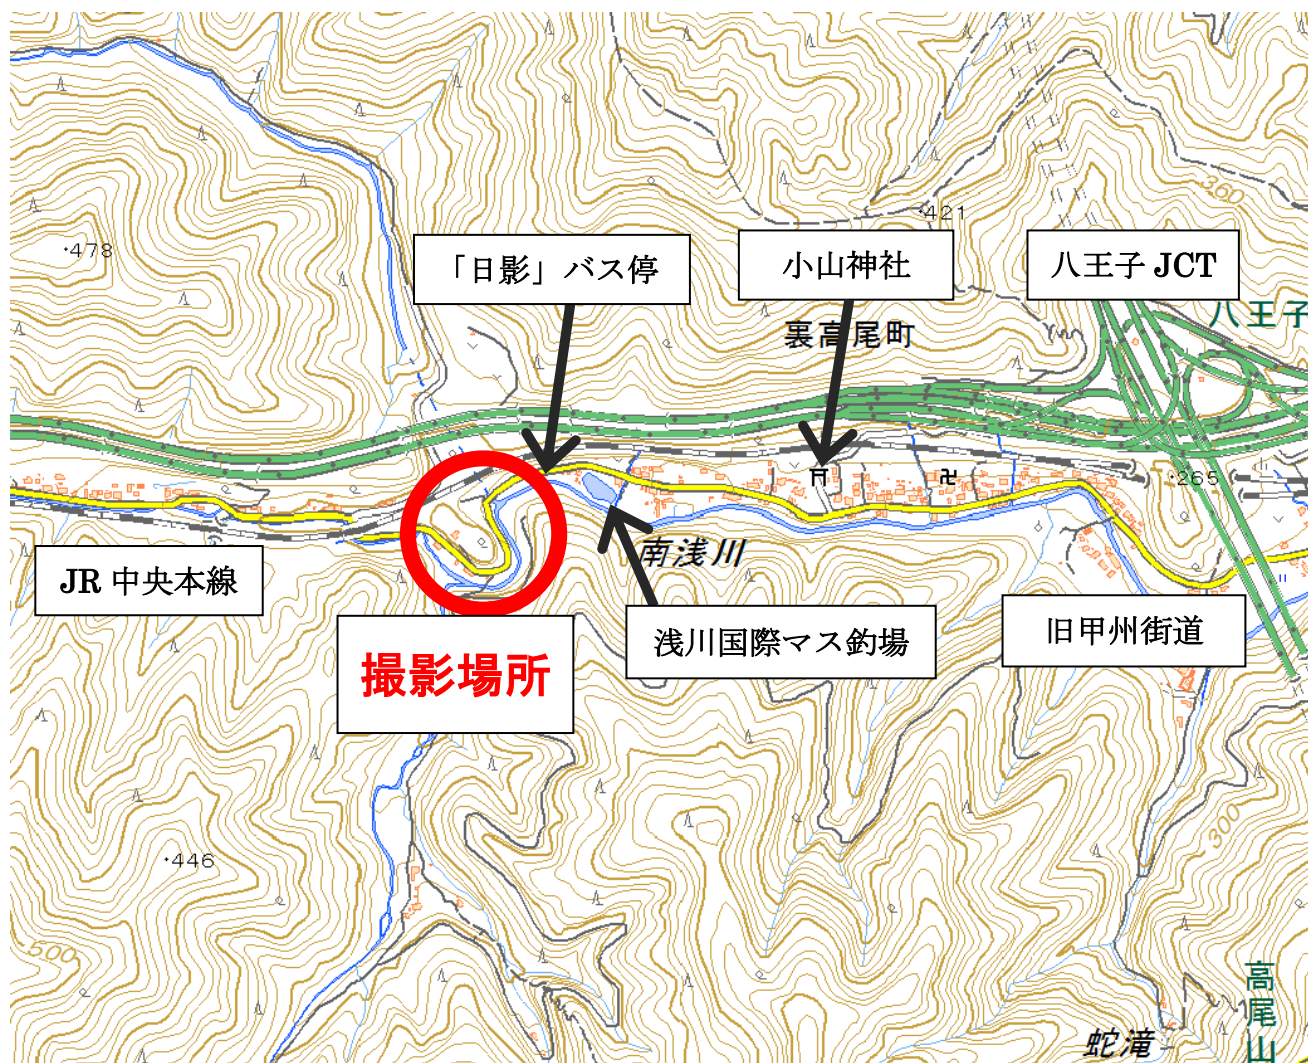 360
421
478
「日影」バス停
小山神社
八王子 JCT
八王子
裏高尾町
265
南浅川
JR 中央本線
浅川国際マス釣場
旧甲州街道
撮影場所
300
446
500
高尾山
蛇滝